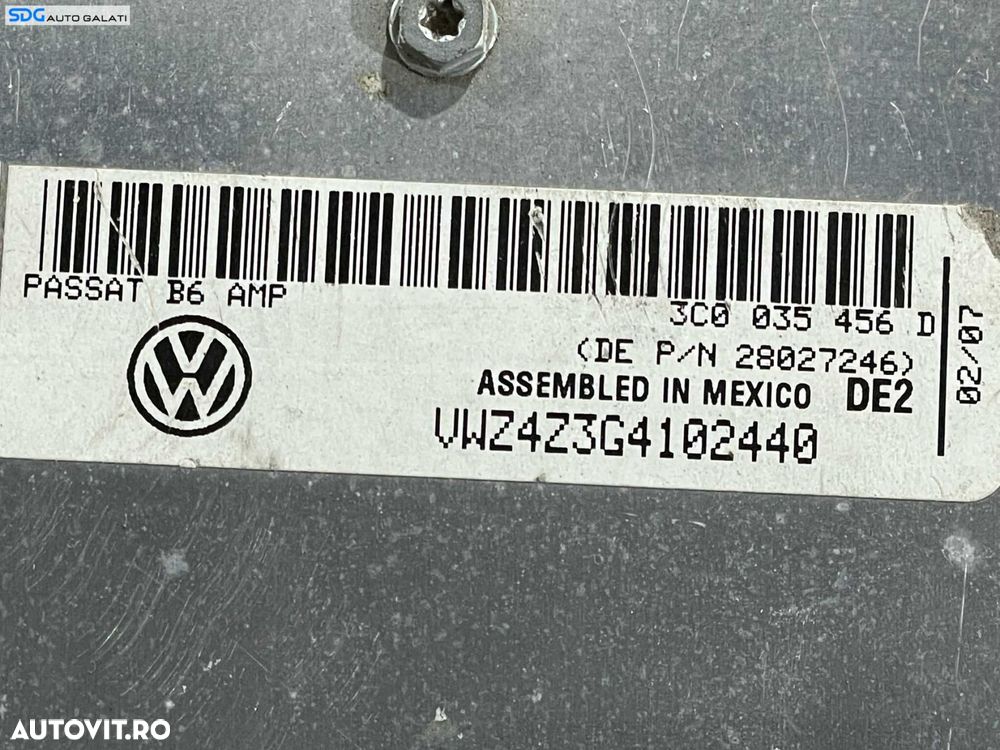 SDG AUTO GALATI
PASSAT B6 AMP
3C0 035 456 D
(DE P/N 28027246)
ASSEMBLED IN MEXICO DE2
VWZ4Z3G4102440
02/07
AUTOVIT.RO